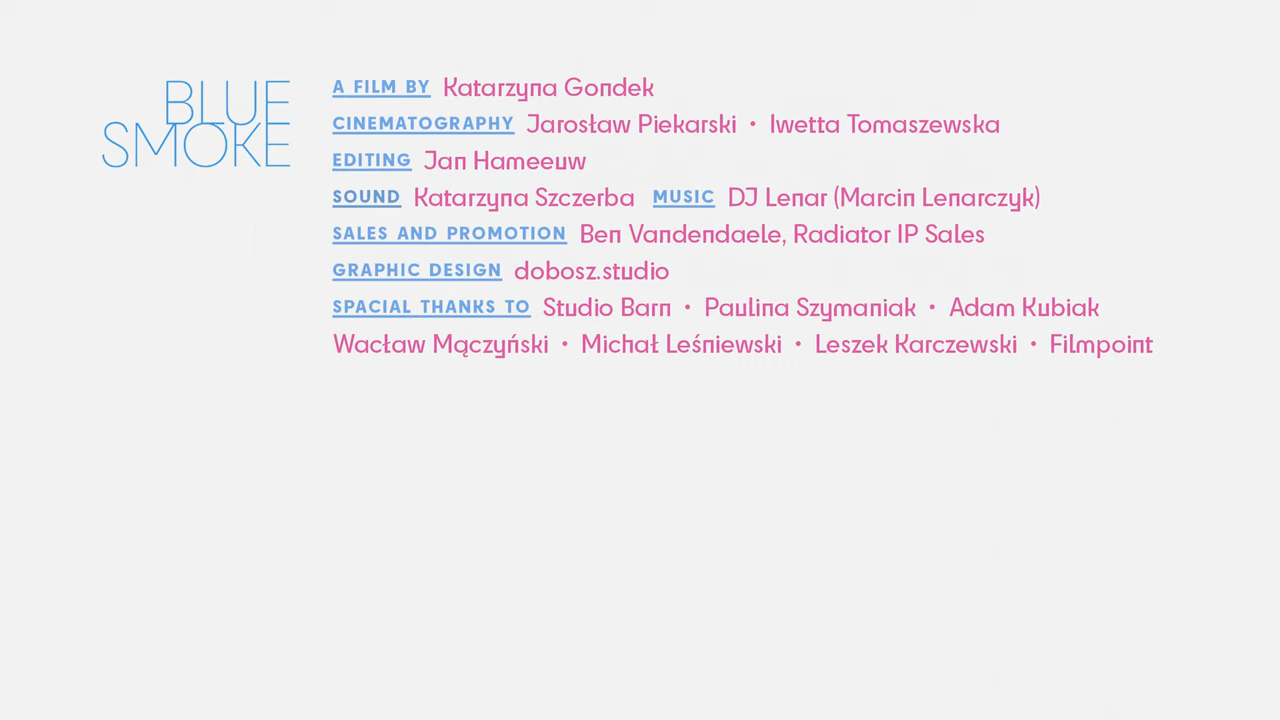 BLUE
SMOKE
A FILM BY Katarzyna Gondek
CINEMATOGRAPHY Jarosław Piekarski • Iwetta Tomaszewska
EDITING Jan Hameeuw
SOUND Katarzyna Szczerba MUSIC DJ Lenar (Marcin Lenarczyk)
SALES AND PROMOTION Ben Vandendaele, Radiator IP Sales
GRAPHIC DESIGN dobosz.studio
SPACIAL THANKS TO Studio Barn • Paulina Szymaniak • Adam Kubiak
Wacław Mączyński • Michał Leśniewski • Leszek Karczewski • Filmpoint